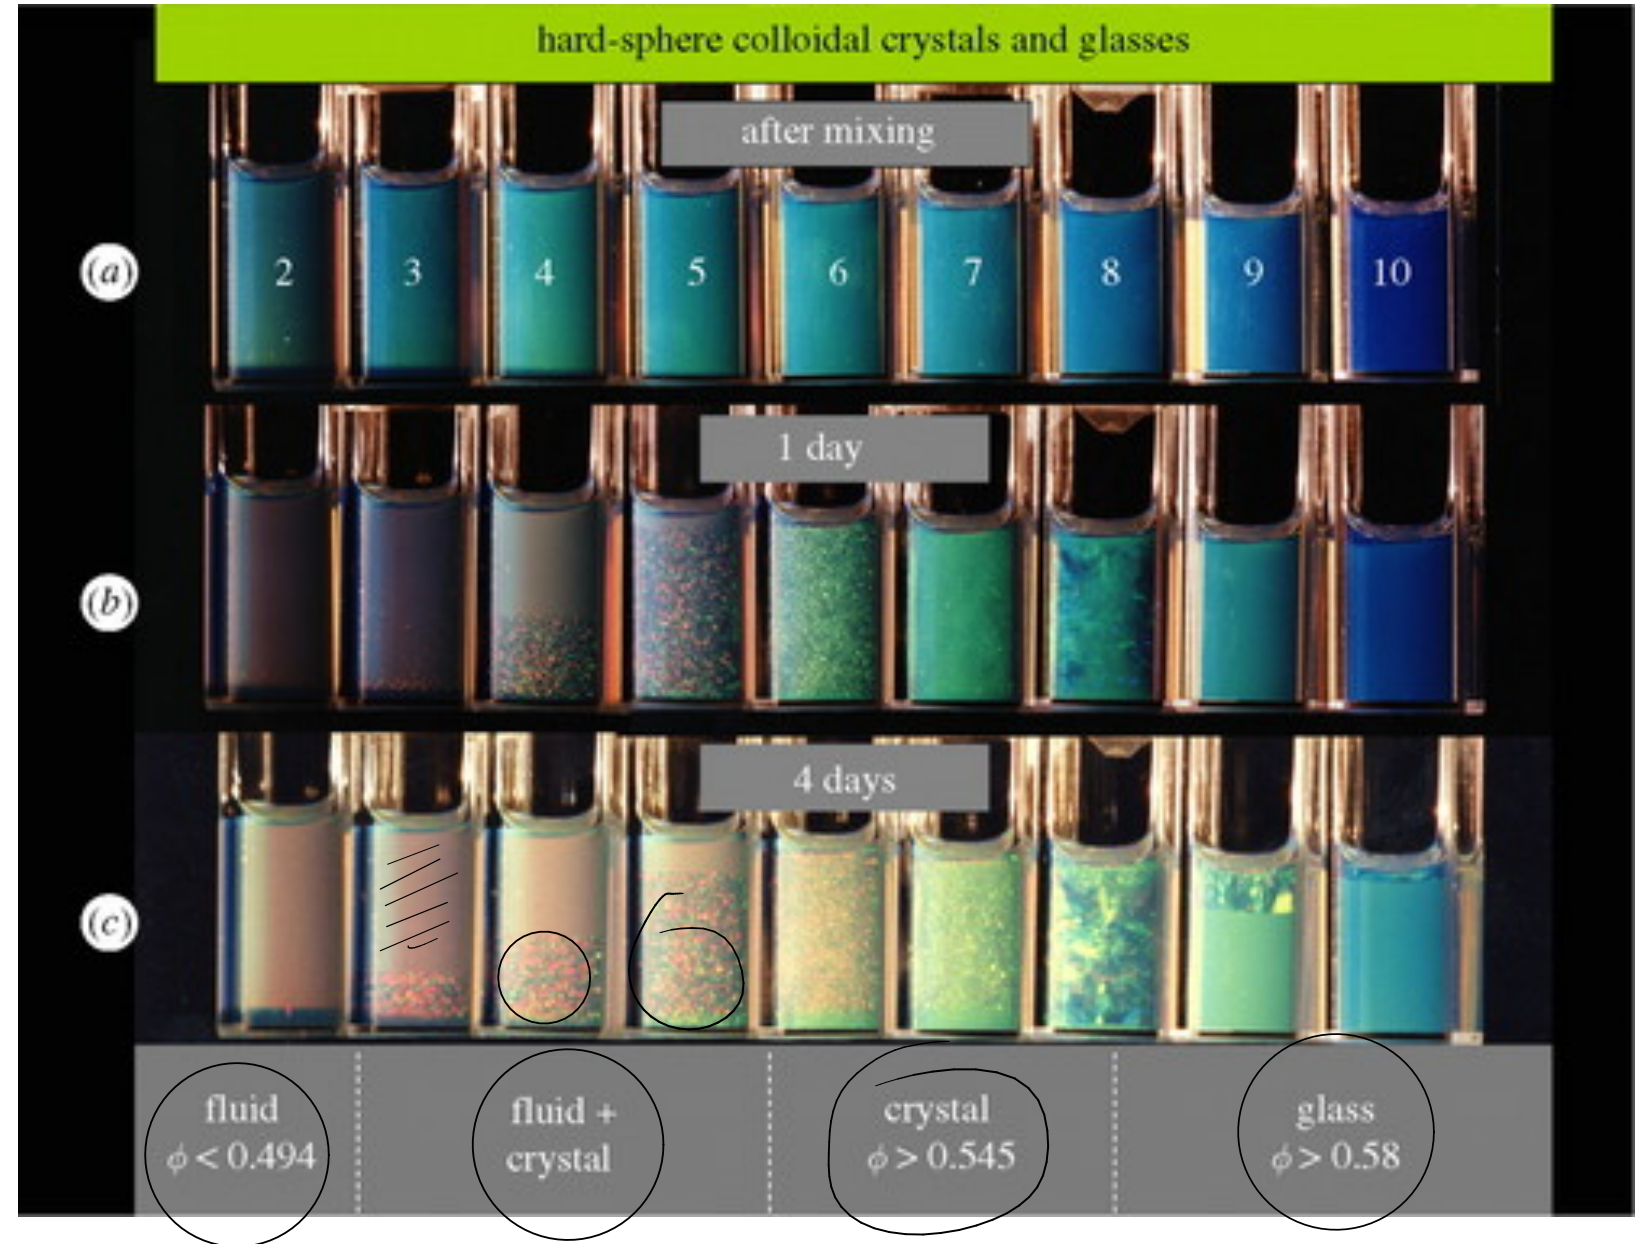 hard-sphere colloidal crystals and glasses
after mixing
(a)
2 3 4 5 6 7 8 9 10
1 day
(b)
4 days
(c)
fluid
ϕ < 0.494
fluid +
crystal
crystal
ϕ > 0.545
glass
ϕ > 0.58